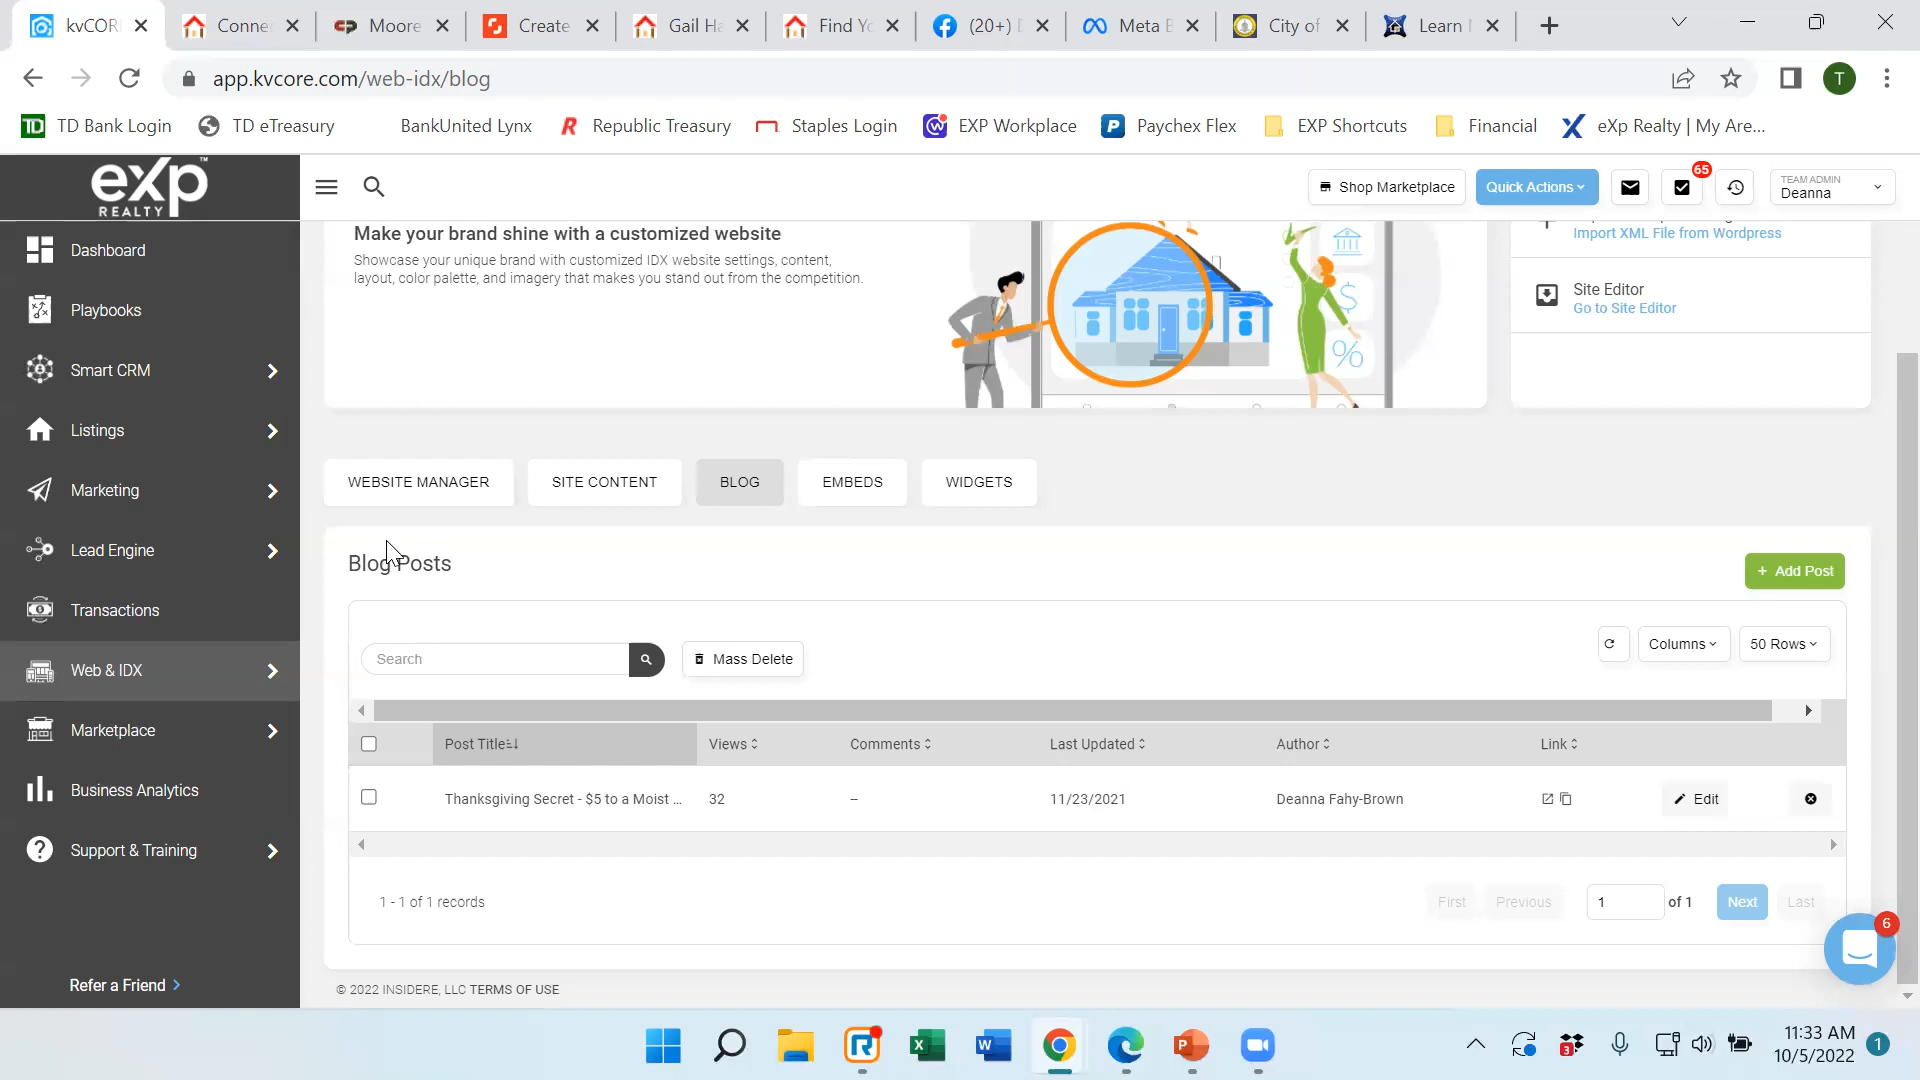 kvCORE
Connec
Moore
Create
Gail Ha
Find Yo
(20+)
Meta B
City of
Learn
app.kvcore.com/web-idx/blog
T
TD Bank Login
TD eTreasury
BankUnited Lynx
Republic Treasury
Staples Login
EXP Workplace
Paychex Flex
EXP Shortcuts
Financial
eXp Realty | My Are...
eXp
REALTY
Shop Marketplace
Quick Actions
65
TEAM ADMIN
Deanna
Dashboard
Playbooks
Smart CRM
Listings
Marketing
Lead Engine
Transactions
Web & IDX
Marketplace
Business Analytics
Support & Training
Refer a Friend
Make your brand shine with a customized website
Showcase your unique brand with customized IDX website settings, content,
layout, color palette, and imagery that makes you stand out from the competition.
$
%
Import XML File from Wordpress
Site Editor
Go to Site Editor
WEBSITE MANAGER
SITE CONTENT
BLOG
EMBEDS
WIDGETS
Blog Posts
+ Add Post
Search
Mass Delete
Columns
50 Rows
Post Title
Views
Comments
Last Updated
Author
Link
Thanksgiving Secret - $5 to a Moist ...
32
--
11/23/2021
Deanna Fahy-Brown
Edit
1 - 1 of 1 records
First
Previous
1
of 1
Next
Last
6
© 2022 INSIDERE, LLC TERMS OF USE
3
11:33 AM
10/5/2022
1